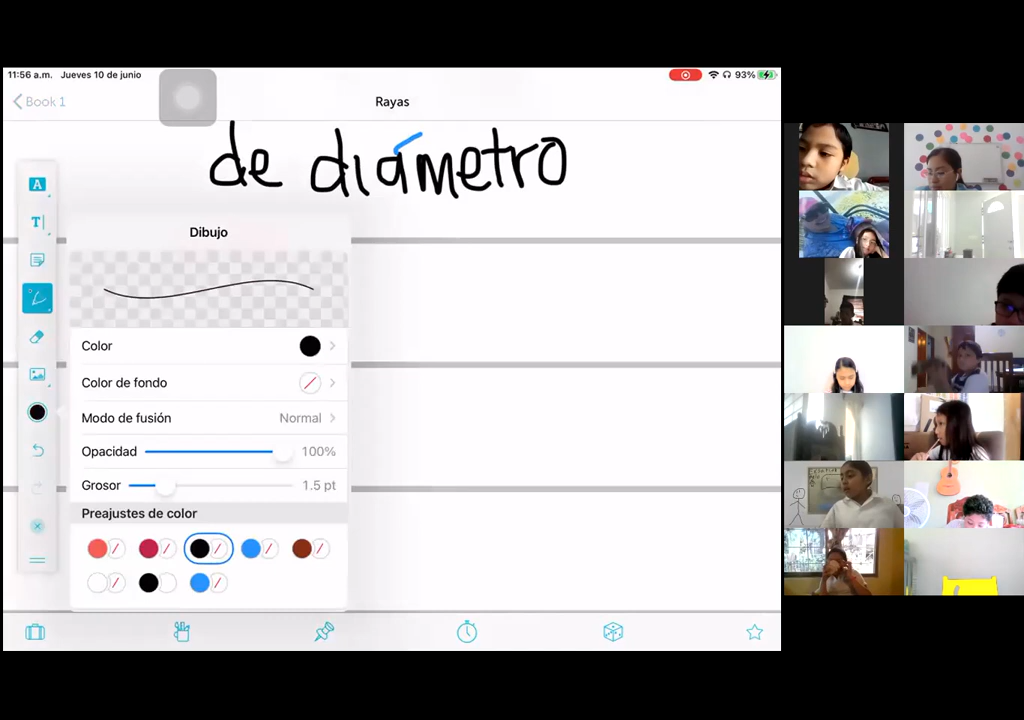 11:56 a.m. Jueves 10 de junio
93%
Book 1
Rayas
de diámetro
A
T
Dibujo
Color
Color de fondo
Modo de fusión Normal
Opacidad 100%
Grosor 1.5 pt
Preajustes de color